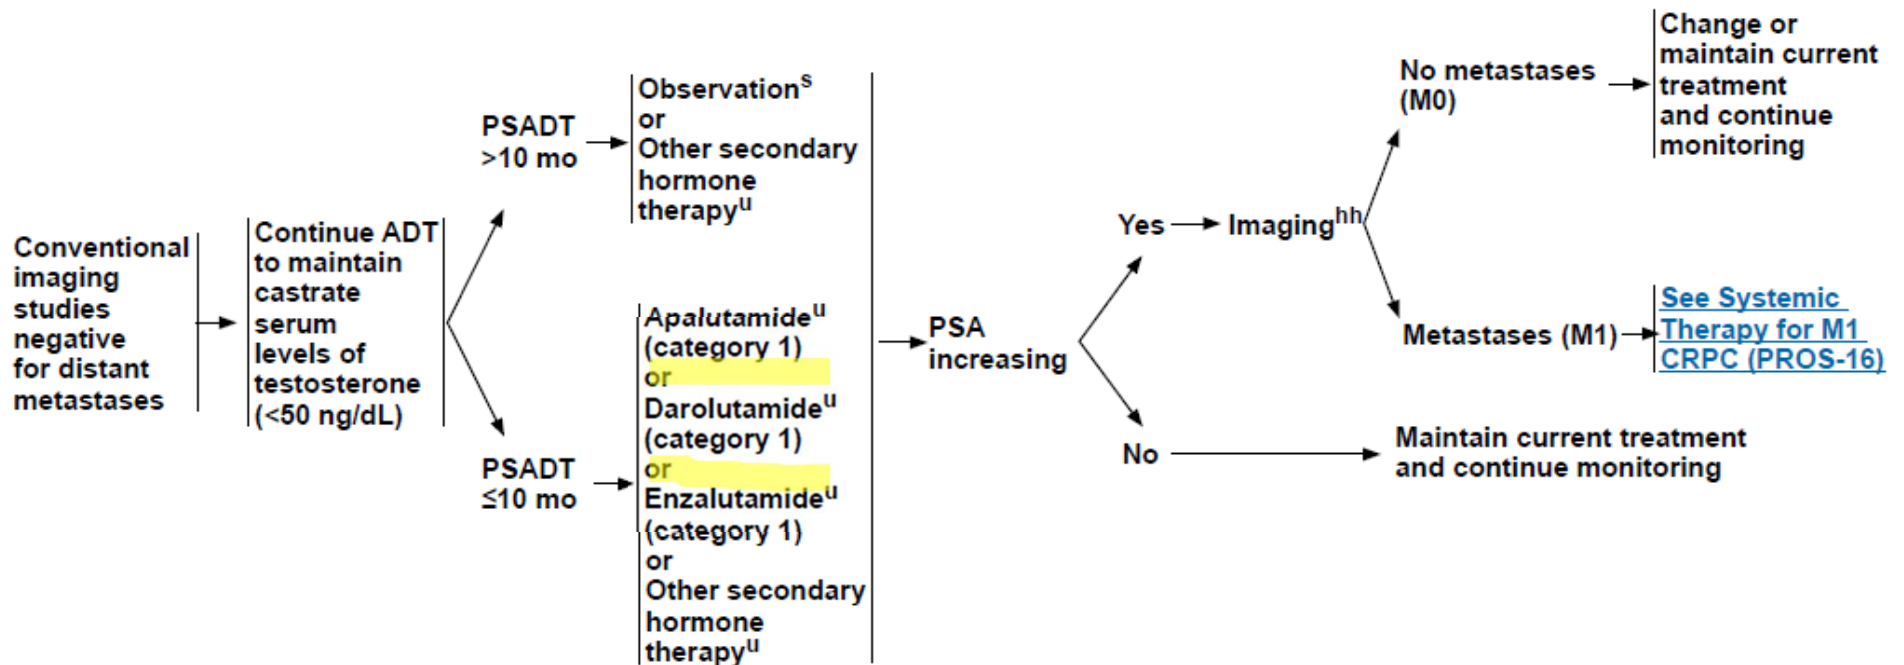 Conventional
imaging
studies
negative
for distant
metastases
Continue ADT
to maintain
castrate
serum
levels of
testosterone
(<50 ng/dL)
PSADT
>10 mo
Observationˢ
or
Other secondary
hormone
therapyᵘ
PSADT
≤10 mo
Apalutamideᵘ
(category 1)
or
Darolutamideᵘ
(category 1)
or
Enzalutamideᵘ
(category 1)
or
Other secondary
hormone
therapyᵘ
PSA
increasing
Yes
Imagingʰʰ
No metastases
(M0)
Change or
maintain current
treatment
and continue
monitoring
Metastases (M1)
See Systemic
Therapy for M1
CRPC (PROS-16)
No
Maintain current treatment
and continue monitoring